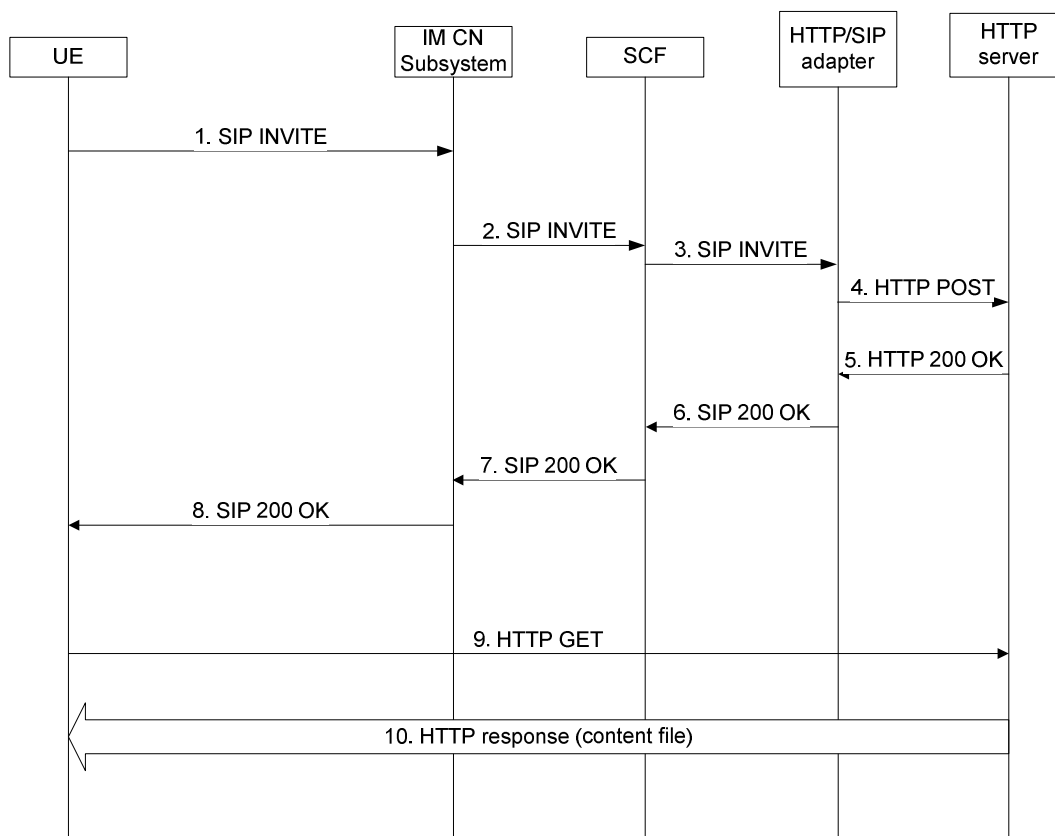 UE
IM CN
Subsystem
SCF
HTTP/SIP
adapter
HTTP
server
1. SIP INVITE
2. SIP INVITE
3. SIP INVITE
4. HTTP POST
5. HTTP 200 OK
6. SIP 200 OK
7. SIP 200 OK
8. SIP 200 OK
9. HTTP GET
10. HTTP response (content file)